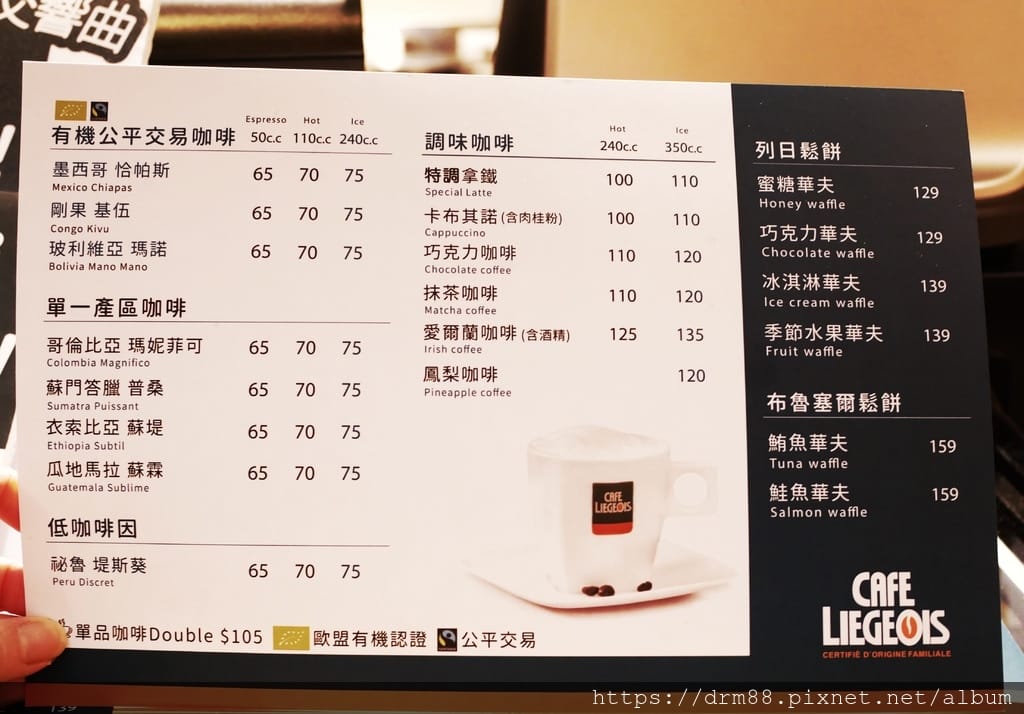 響曲
Espresso Hot Ice
有機公平交易咖啡 50c.c 110c.c 240c.c
墨西哥 恰帕斯 65 70 75
Mexico Chiapas
剛果 基伍 65 70 75
Congo Kivu
玻利維亞 瑪諾 65 70 75
Bolivia Mano Mano
單一產區咖啡
哥倫比亞 瑪妮菲可 65 70 75
Colombia Magnifico
蘇門答臘 普桑 65 70 75
Sumatra Puissant
衣索比亞 蘇堤 65 70 75
Ethiopia Subtil
瓜地馬拉 蘇霖 65 70 75
Guatemala Sublime
低咖啡因
祕魯 堤斯葵 65 70 75
Peru Discret
單品咖啡Double $105 歐盟有機認證 公平交易
Hot Ice
調味咖啡 240c.c 350c.c
特調拿鐵 100 110
Special Latte
卡布其諾(含肉桂粉) 100 110
Cappuccino
巧克力咖啡 110 120
Chocolate coffee
抹茶咖啡 110 120
Matcha coffee
愛爾蘭咖啡(含酒精) 125 135
Irish coffee
鳳梨咖啡 120
Pineapple coffee
CAFE
LIEGEOIS
列日鬆餅
蜜糖華夫 129
Honey waffle
巧克力華夫 129
Chocolate waffle
冰淇淋華夫 139
Ice cream waffle
季節水果華夫 139
Fruit waffle
布魯塞爾鬆餅
鮪魚華夫 159
Tuna waffle
鮭魚華夫 159
Salmon waffle
CAFE
LIEGEOIS
CERTIFIÉ D'ORIGINE FAMILIALE
https://drm88.pixnet.net/album